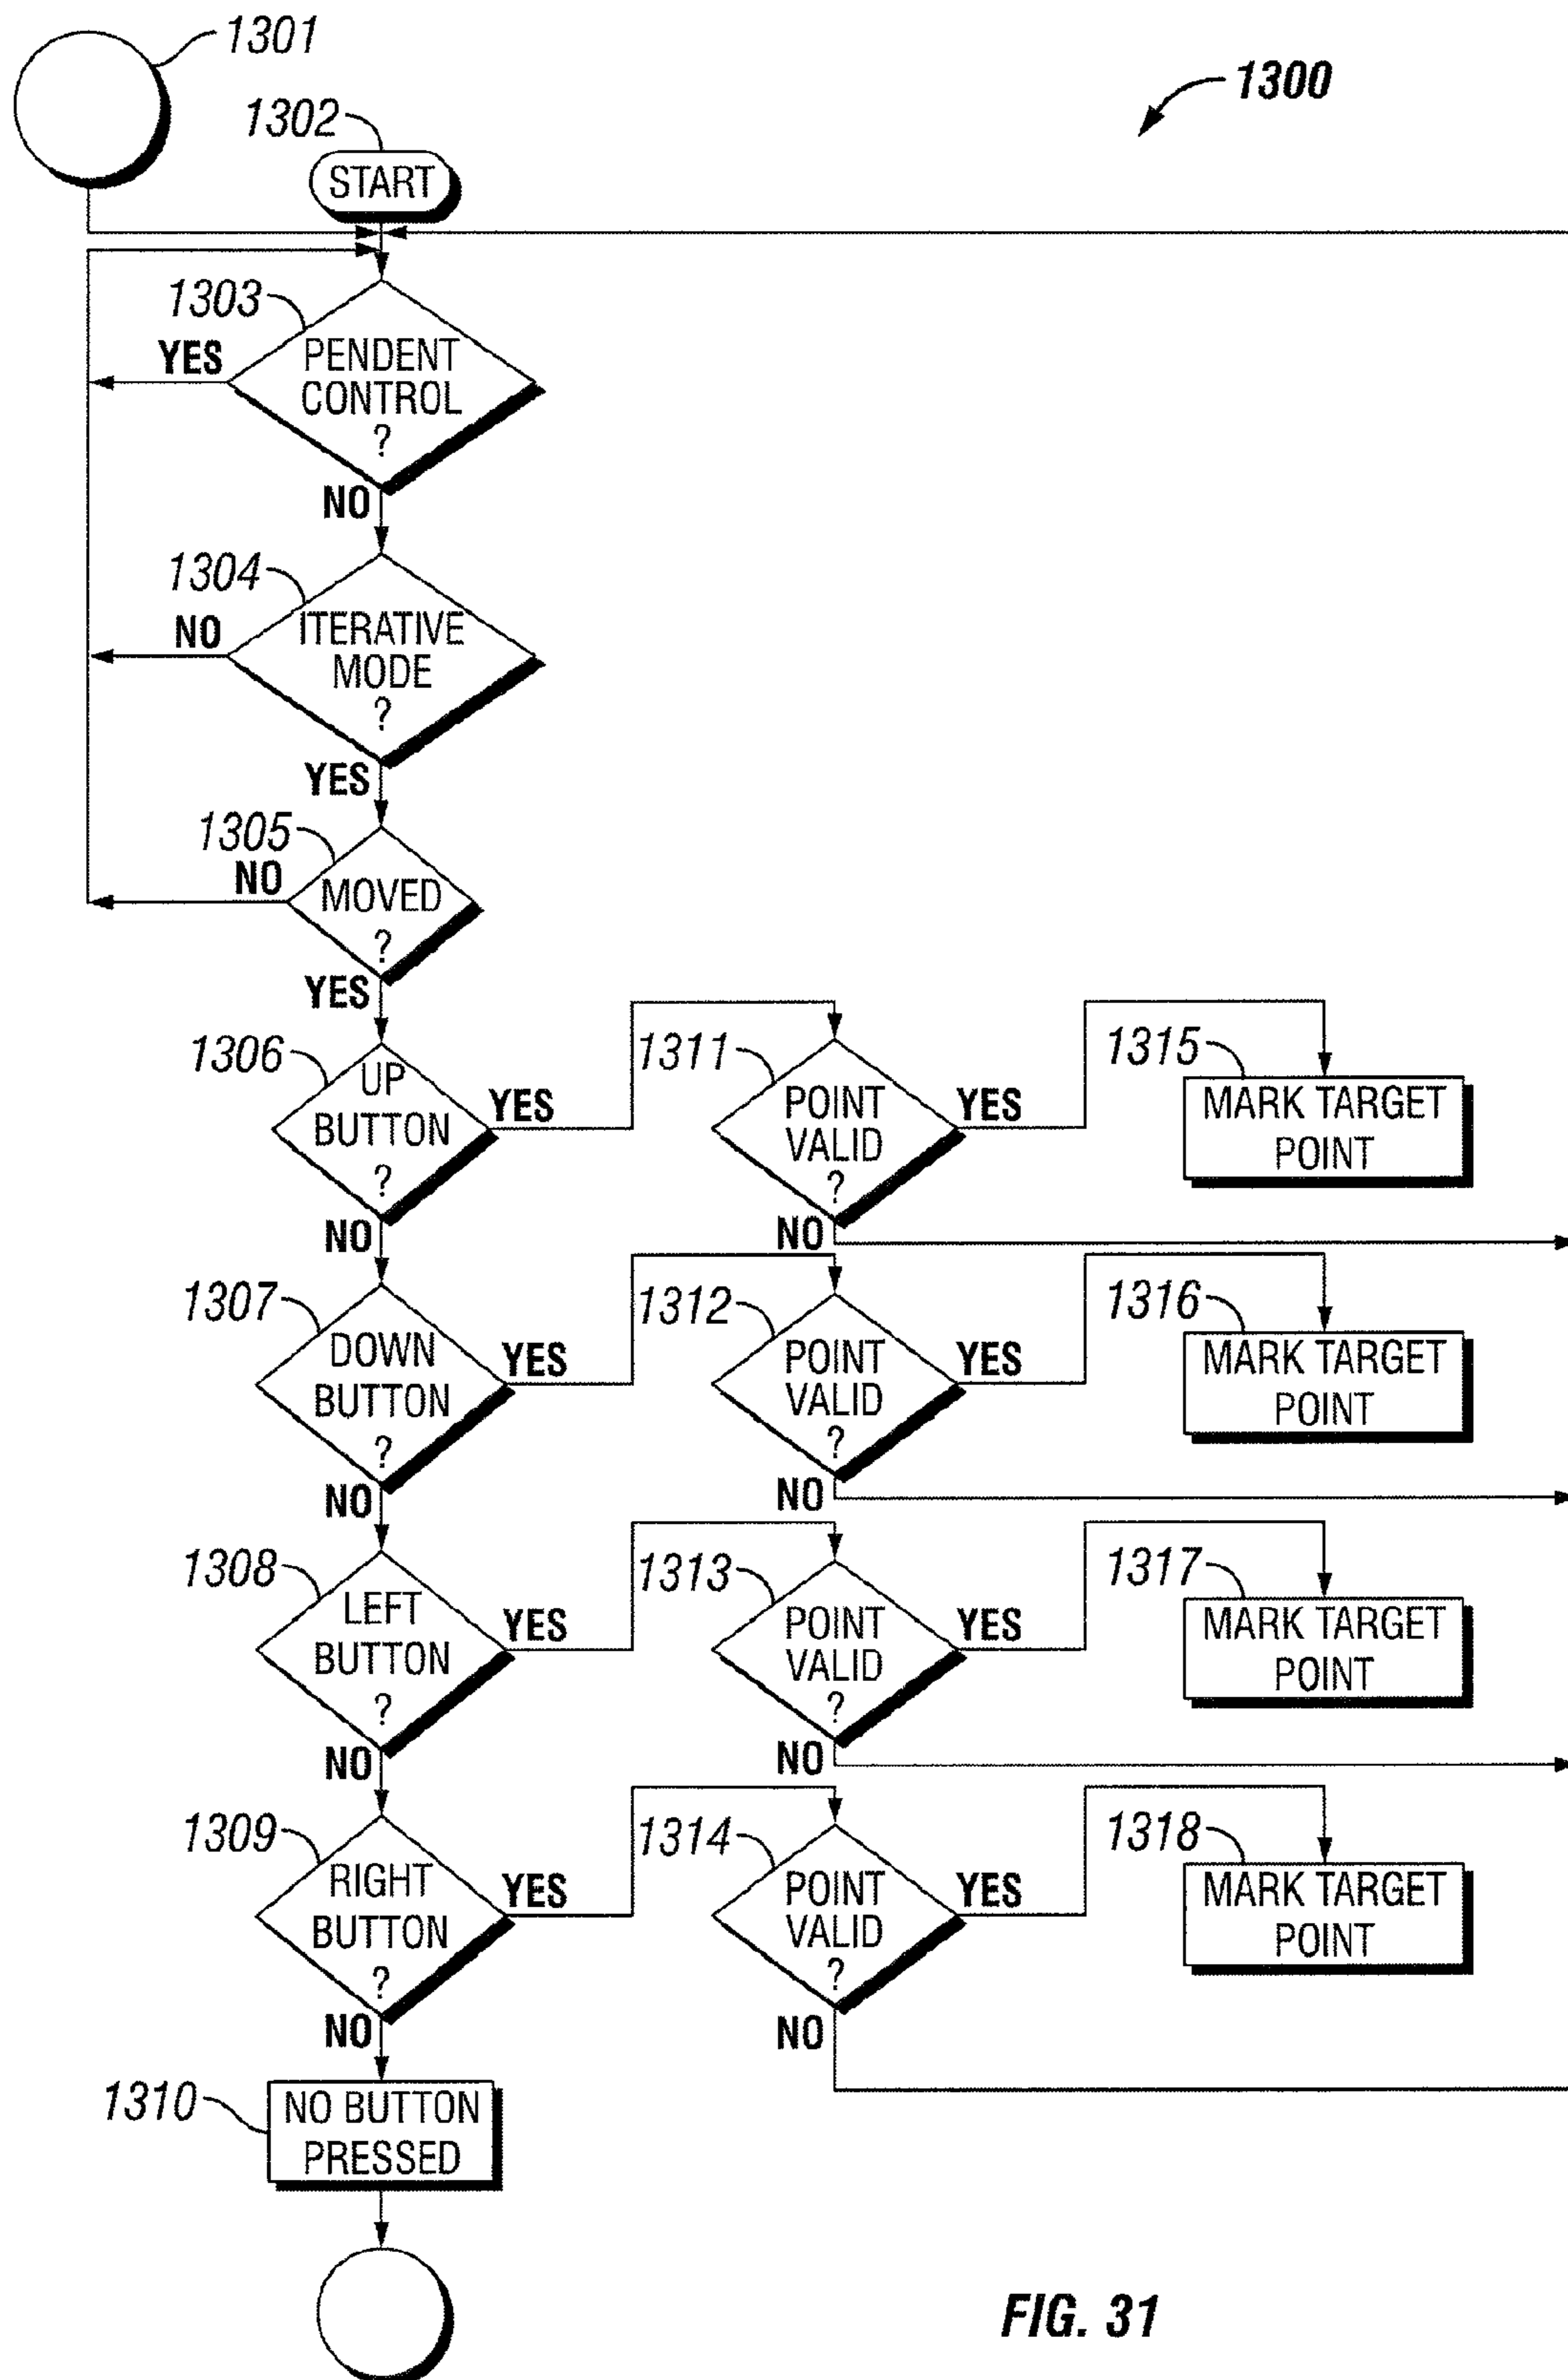 1301
1300
1302
START
1303
YES
PENDENT
CONTROL
?
NO
1304
NO
ITERATIVE
MODE
?
YES
1305
NO
MOVED
?
YES
1306
UP
BUTTON
?
YES
NO
1311
POINT
VALID
?
YES
NO
1315
MARK TARGET
POINT
1307
DOWN
BUTTON
?
YES
NO
1312
POINT
VALID
?
YES
NO
1316
MARK TARGET
POINT
1308
LEFT
BUTTON
?
YES
NO
1313
POINT
VALID
?
YES
NO
1317
MARK TARGET
POINT
1309
RIGHT
BUTTON
?
YES
NO
1314
POINT
VALID
?
YES
NO
1318
MARK TARGET
POINT
1310
NO BUTTON
PRESSED
FIG. 31